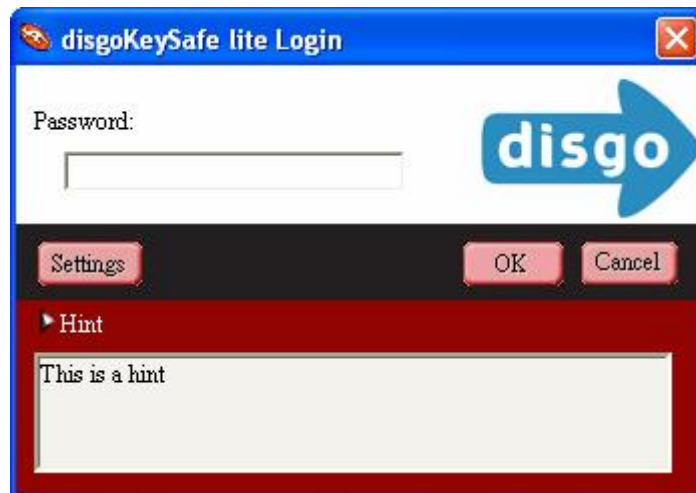 disgoKeySafe lite Login
Password:
disgo
Settings
OK
Cancel
Hint
This is a hint